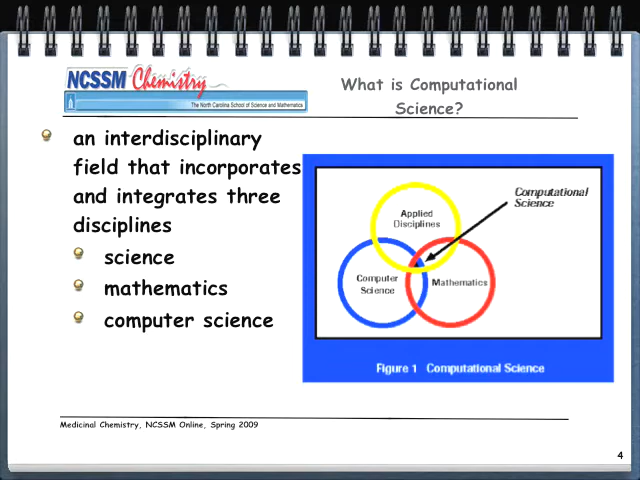 NCSSM Chemistry
The North Carolina School of Science and Mathematics
What is Computational
Science?
an interdisciplinary
field that incorporates
and integrates three
disciplines
science
mathematics
computer science
Computational
Science
Applied
Disciplines
Computer
Science
Mathematics
Figure 1 Computational Science
Medicinal Chemistry, NCSSM Online, Spring 2009
4